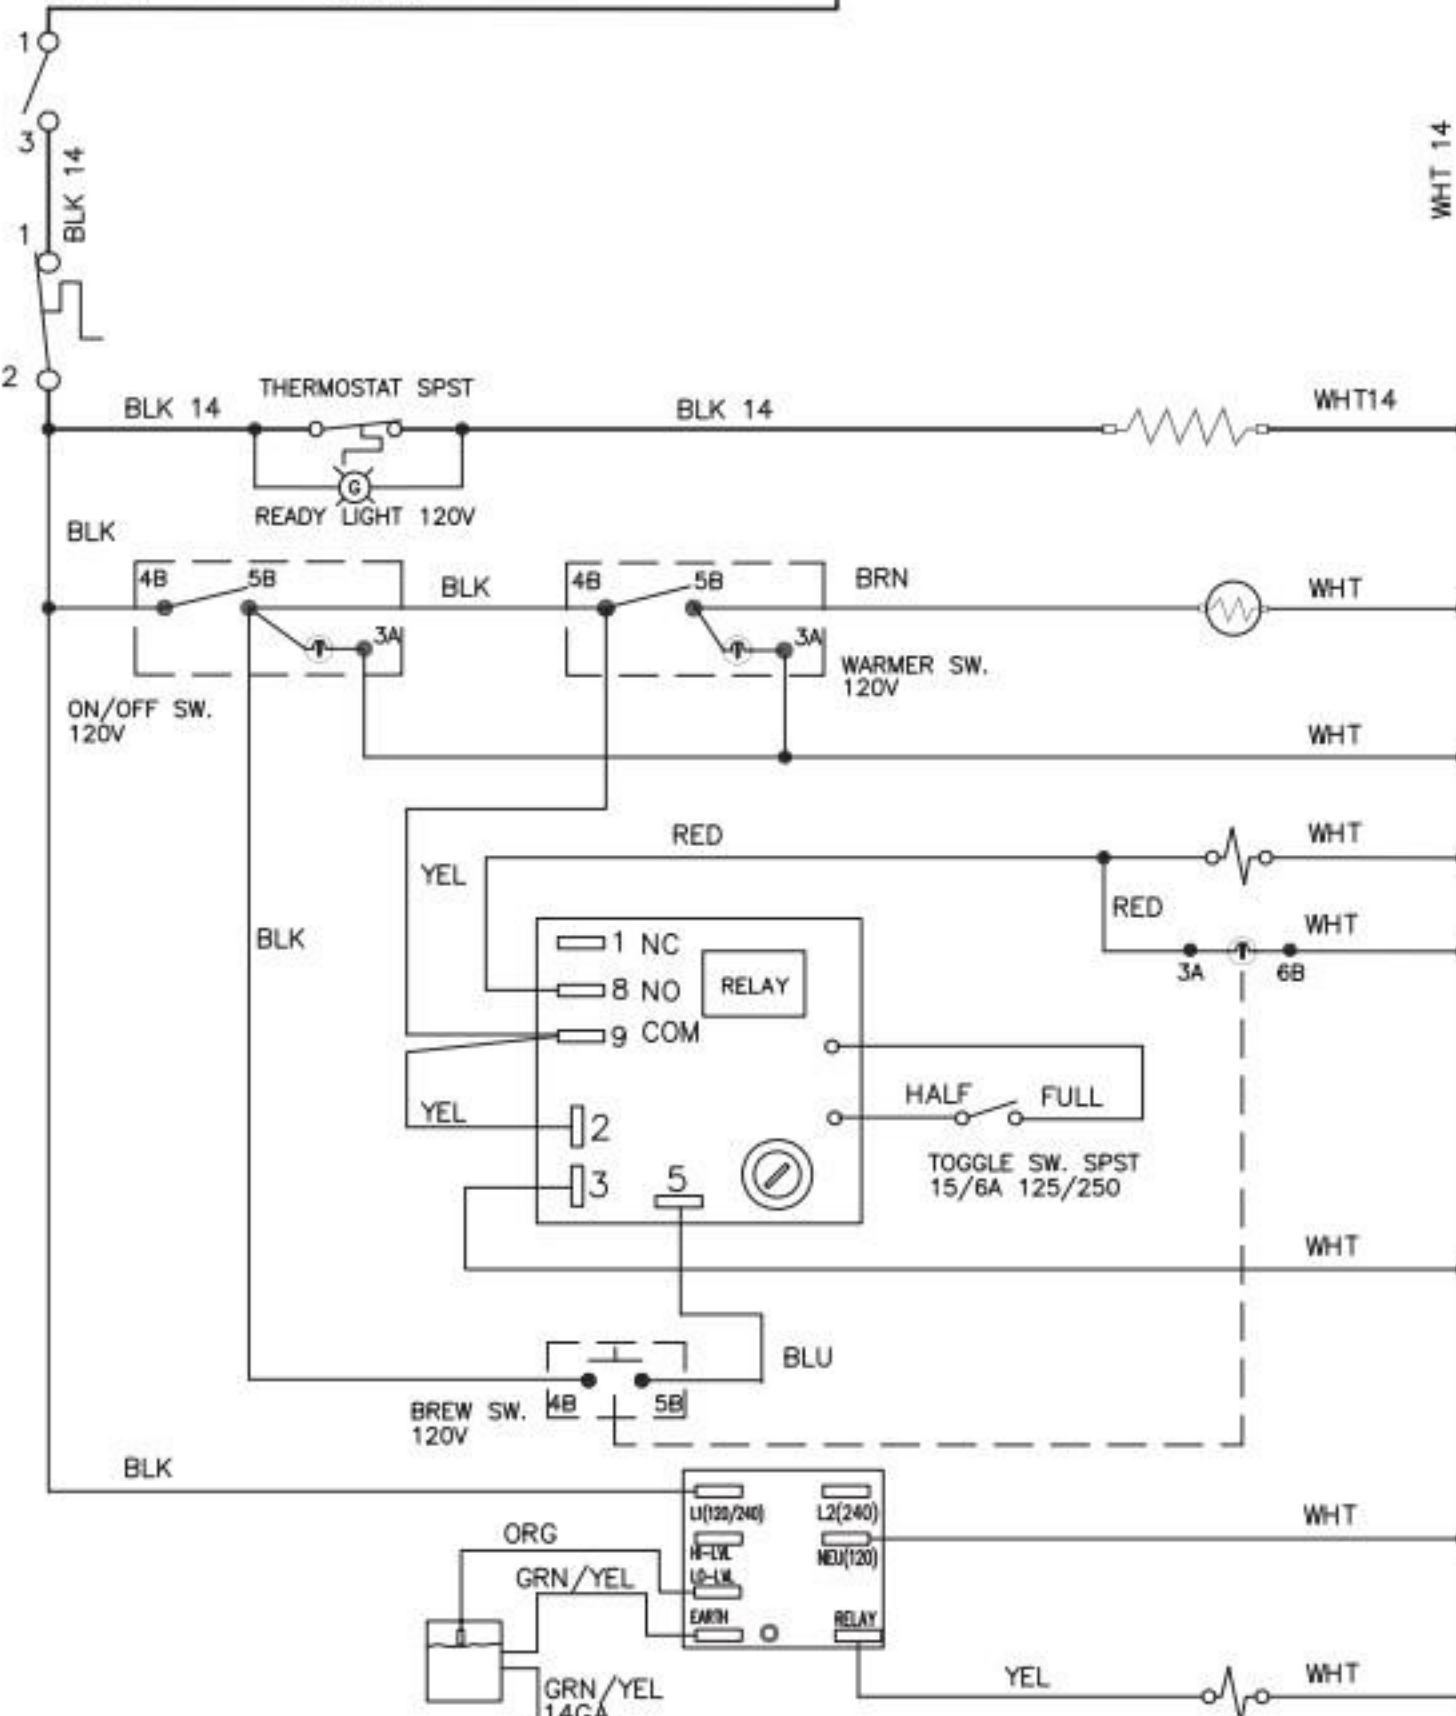 1
3
BLK 14
WHT 14
1
2
THERMOSTAT SPST
BLK 14
BLK 14
WHT14
G
READY LIGHT 120V
BLK
4B
5B
BLK
4B
5B
BRN
WHT
3A
3A
WARMER SW.
120V
ON/OFF SW.
120V
WHT
RED
WHT
YEL
RED
WHT
BLK
1 NC
8 NO
RELAY
3A
6B
9 COM
HALF
FULL
YEL
2
TOGGLE SW. SPST
15/6A 125/250
3
5
WHT
BLU
4B
5B
BREW SW.
120V
BLK
L1(120/240)
L2(240)
WHT
ORG
HI-LVL
NEU(120)
GRN/YEL
LO-LVL
EARTH
RELAY
YEL
WHT
GRN/YEL
14GA